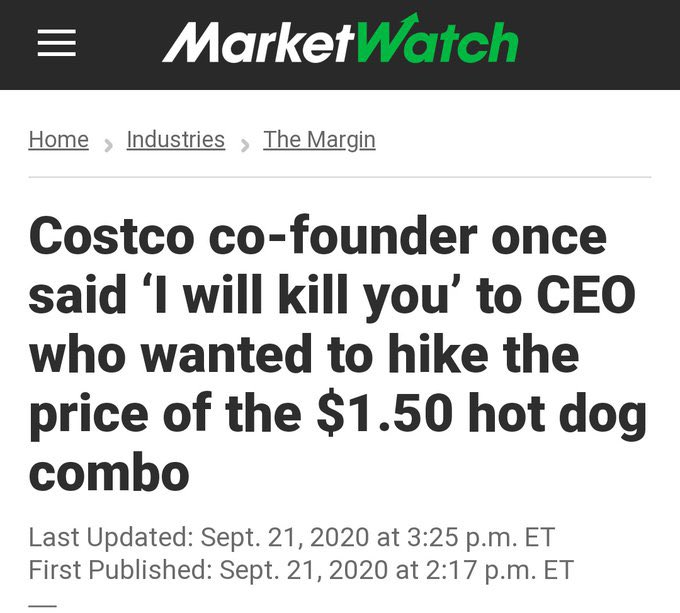 MarketWatch
Home › Industries › The Margin
Costco co-founder once
said ‘I will kill you’ to CEO
who wanted to hike the
price of the $1.50 hot dog
combo
Last Updated: Sept. 21, 2020 at 3:25 p.m. ET
First Published: Sept. 21, 2020 at 2:17 p.m. ET